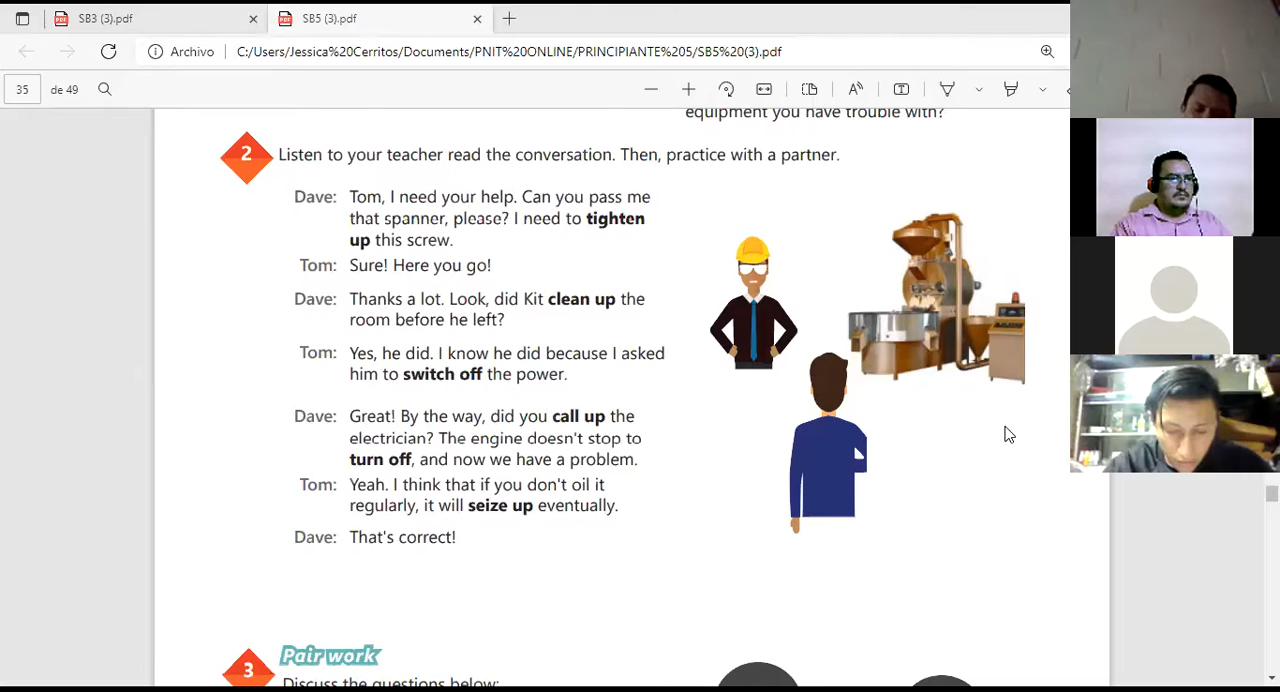 SB3 (3).pdf
SB5 (3).pdf
Archivo
C:/Users/Jessica%20Cerritos/Documents/PNIT%20ONLINE/PRINCIPIANTE%205/SB5%20(3).pdf
35
de 49
equipment you have trouble with?
2
Listen to your teacher read the conversation. Then, practice with a partner.
Dave: Tom, I need your help. Can you pass me
that spanner, please? I need to tighten
up this screw.
Tom: Sure! Here you go!
Dave: Thanks a lot. Look, did Kit clean up the
room before he left?
Tom: Yes, he did. I know he did because I asked
him to switch off the power.
Dave: Great! By the way, did you call up the
electrician? The engine doesn't stop to
turn off, and now we have a problem.
Tom: Yeah. I think that if you don't oil it
regularly, it will seize up eventually.
Dave: That's correct!
3
Pair work
Discuss the questions below: